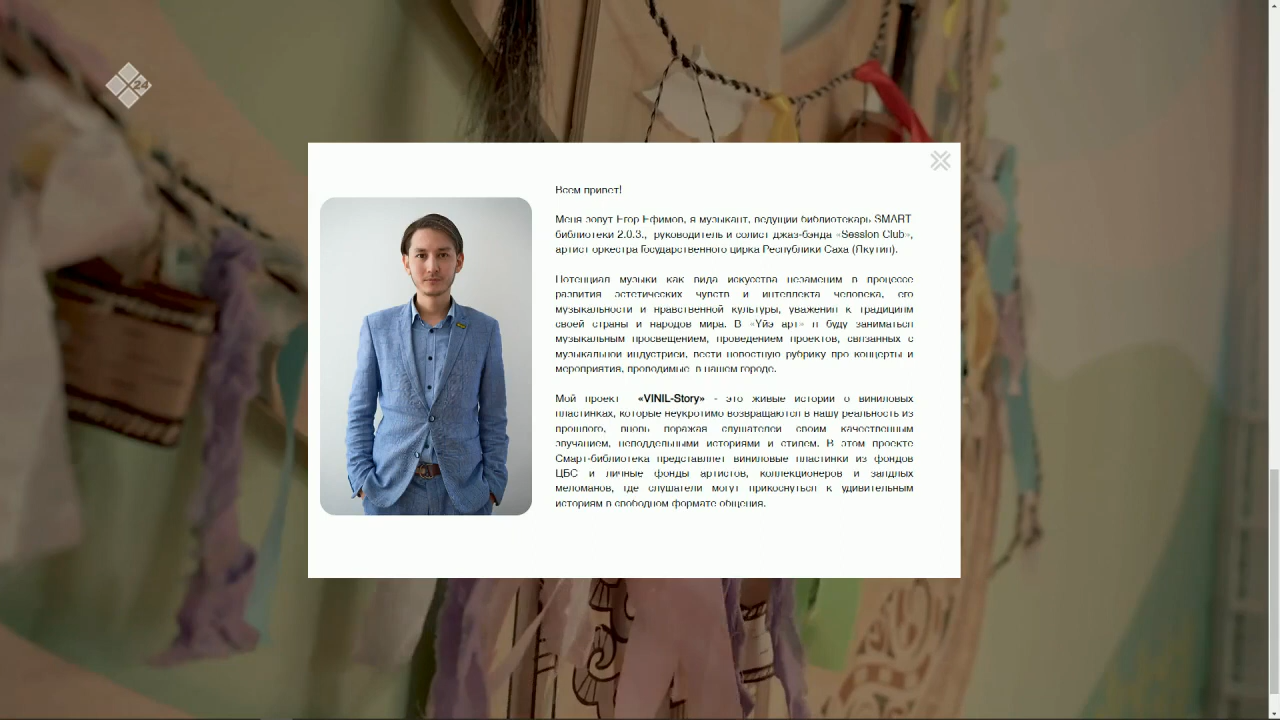 24
Всем привет!
Меня зовут Егор Ефимов, я музыкант, ведущий библиотекарь SMART
библиотеки 2.0.3., руководитель и солист джаз-бэнда «Session Club»,
артист оркестра Государственного цирка Республики Саха (Якутия).
Потенциал музыки как вида искусства незаменим в процессе
развития эстетических чувств и интеллекта человека, его
музыкальности и нравственной культуры, уважения к традициям
своей страны и народов мира. В «Үйэ арт» я буду заниматься
музыкальным просвещением, проведением проектов, связанных с
музыкальной индустрией, вести новостную рубрику про концерты и
мероприятия, проводимые в нашем городе.
Мой проект «VINIL-Story» - это живые истории о виниловых
пластинках, которые неукротимо возвращаются в нашу реальность из
прошлого, вновь поражая слушателей своим качественным
звучанием, неподдельными историями и стилем. В этом проекте
Смарт-библиотека представляет виниловые пластинки из фондов
ЦБС и личные фонды артистов, коллекционеров и заядлых
меломанов, где слушатели могут прикоснуться к удивительным
историям в свободном формате общения.